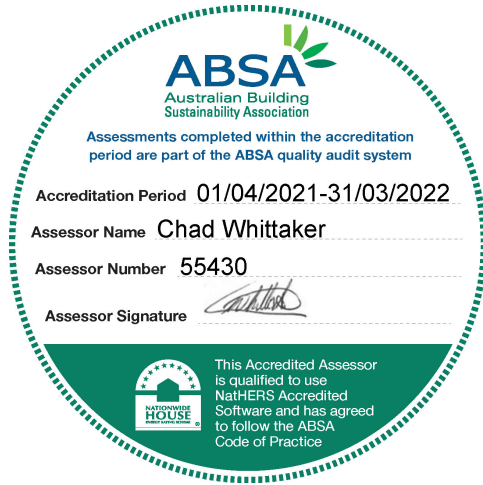 ABSA
Australian Building
Sustainability Association
Assessments completed within the accreditation
period are part of the ABSA quality audit system
Accreditation Period 01/04/2021-31/03/2022
Assessor Name Chad Whittaker
Assessor Number 55430
Assessor Signature
This Accredited Assessor
is qualified to use
NatHERS Accredited
Software and has agreed
to follow the ABSA
Code of Practice
NATIONWIDE
HOUSE
ENERGY RATING SCHEME
®